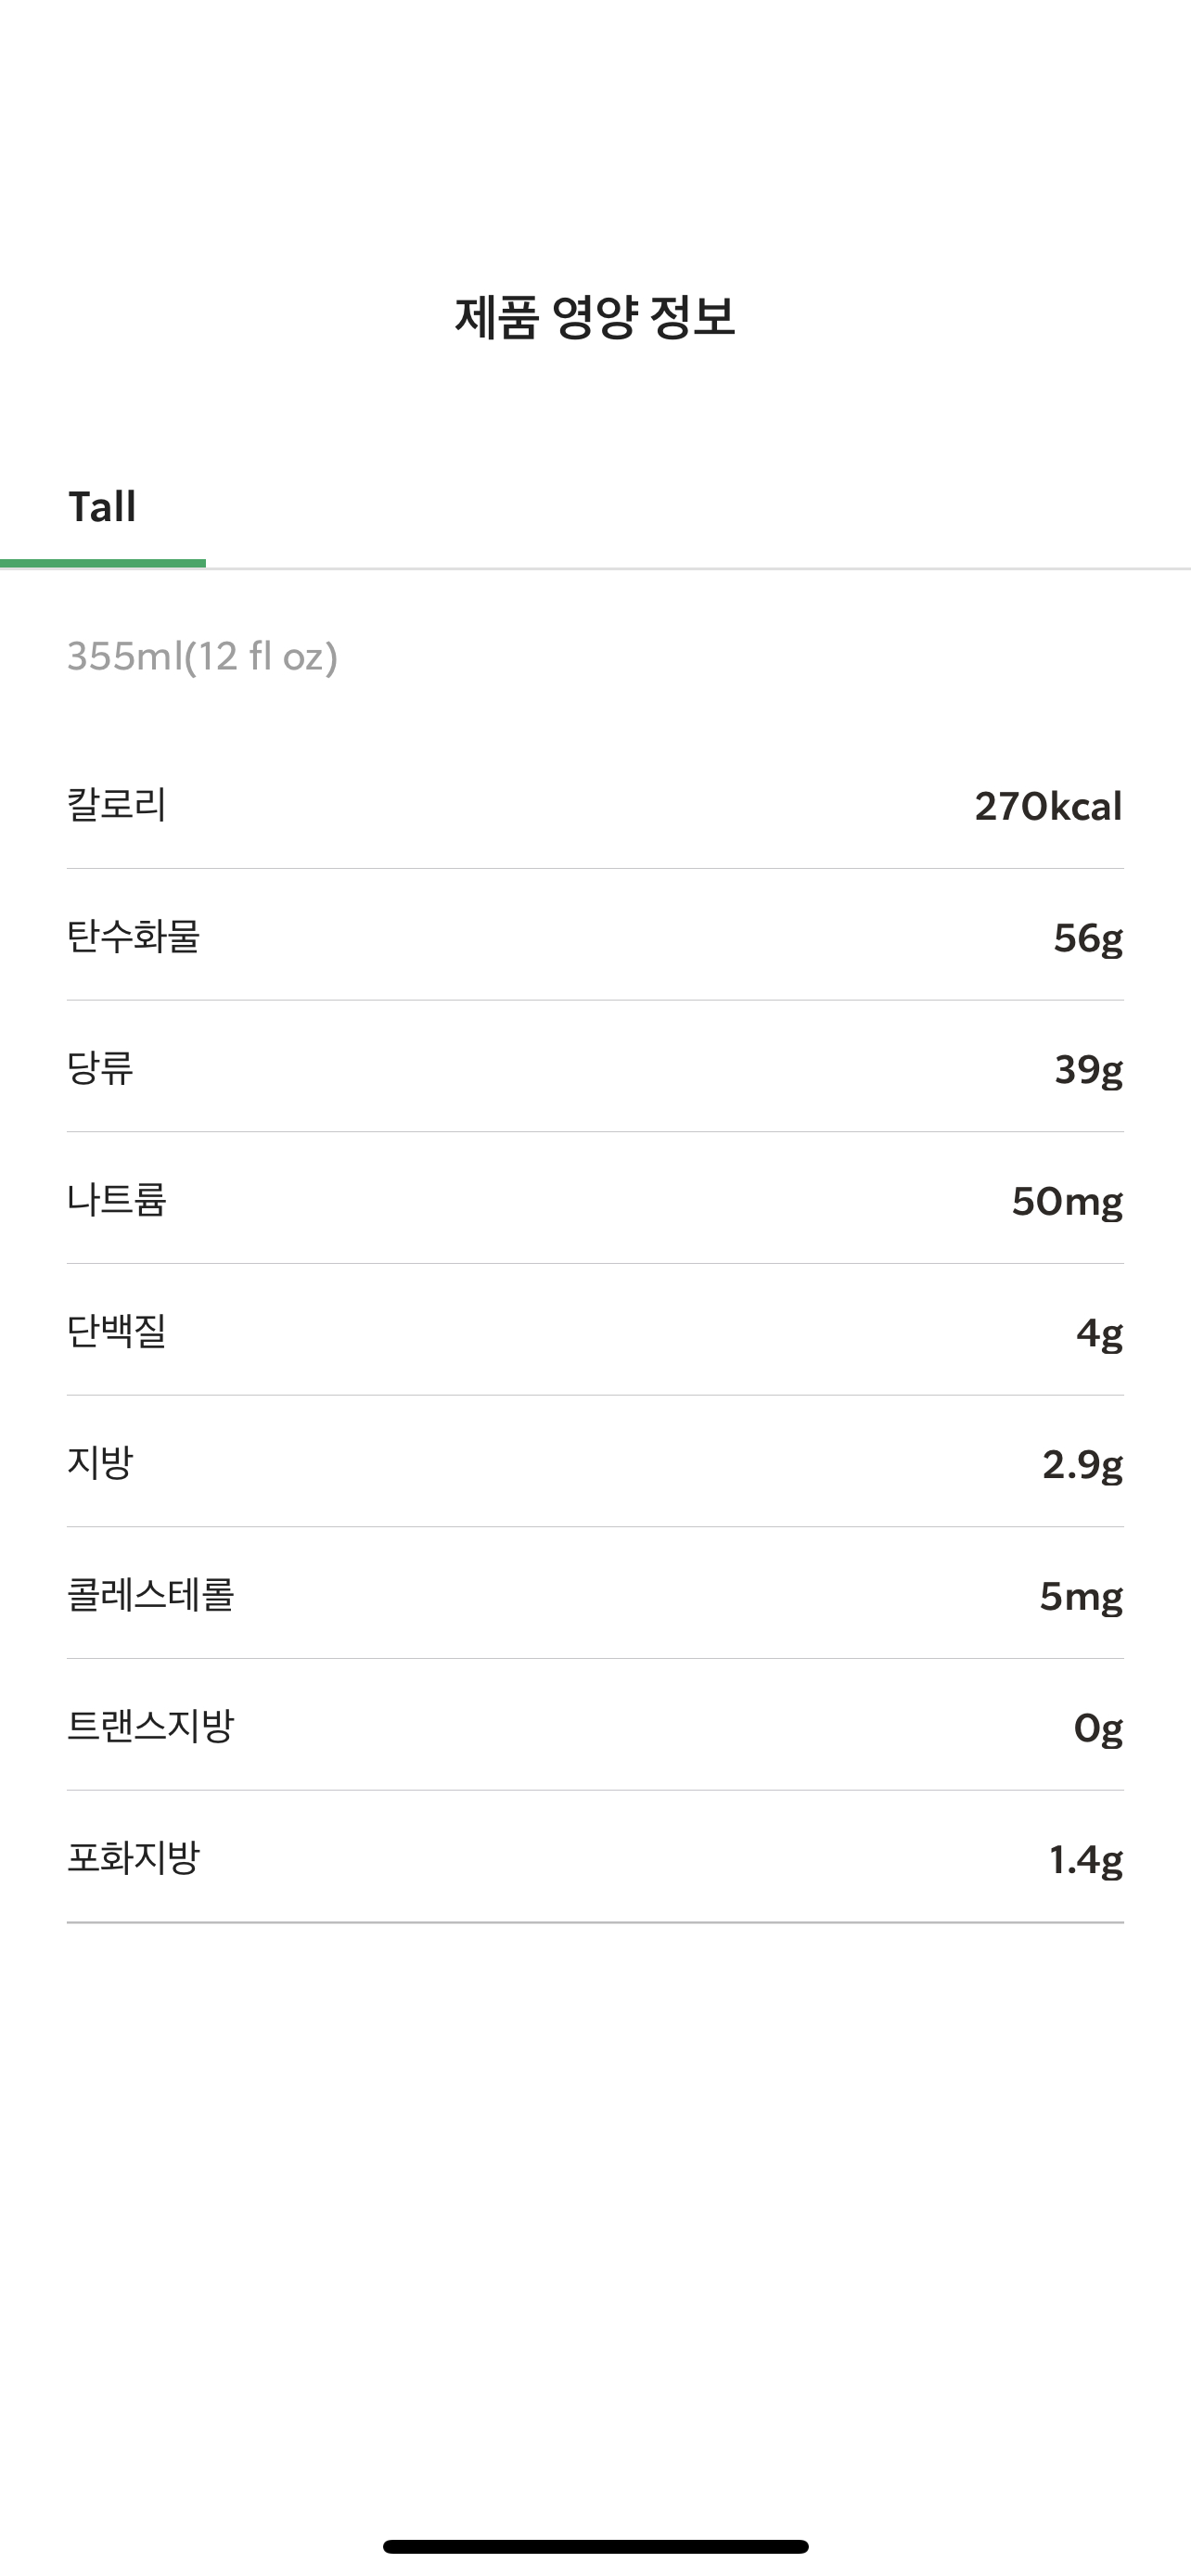 제품 영양 정보
Tall
355ml(12 fl oz)
칼로리 270kcal
탄수화물 56g
당류 39g
나트륨 50mg
단백질 4g
지방 2.9g
콜레스테롤 5mg
트랜스지방 0g
포화지방 1.4g